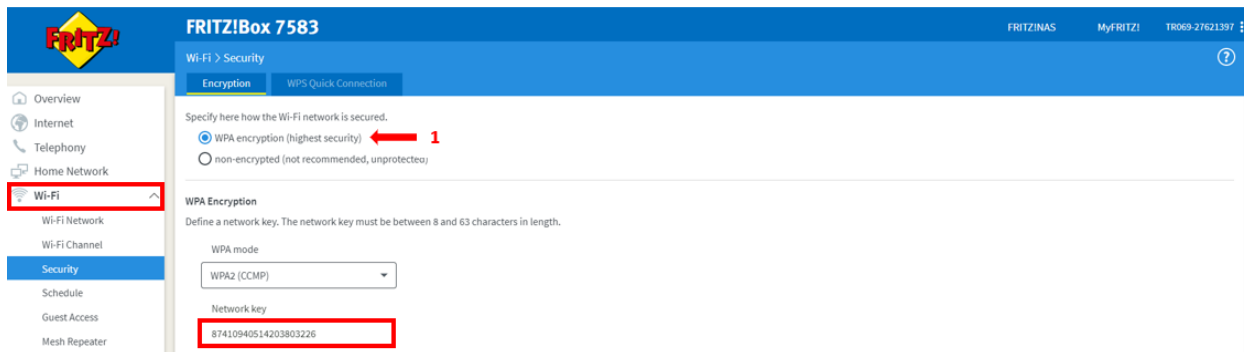 FRITZ!
FRITZ!Box 7583
FRITZ!NAS MyFRITZ! TR069-27621397
Wi-Fi > Security
?
Encryption WPS Quick Connection
Overview
Internet
Telephony
Home Network
Wi-Fi
Wi-Fi Network
Wi-Fi Channel
Security
Schedule
Guest Access
Mesh Repeater
Specify here how the Wi-Fi network is secured.
WPA encryption (highest security) 1
non-encrypted (not recommended, unprotected)
WPA Encryption
Define a network key. The network key must be between 8 and 63 characters in length.
WPA mode
WPA2 (CCMP)
Network key
87410940514203803226